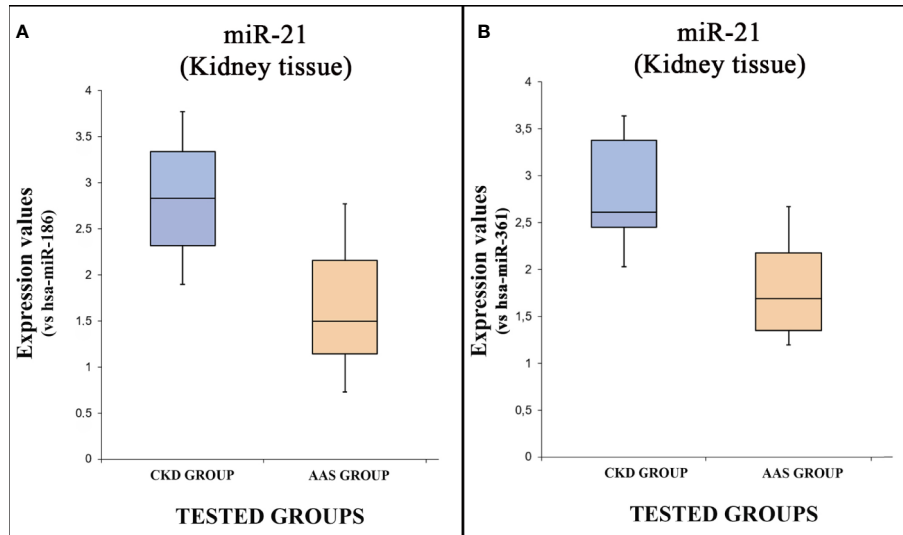 A
miR-21
(Kidney tissue)
4
3.5
3
2.5
2
1.5
1
0.5
0
Expression values
(vs hsa-miR-186)
CKD GROUP
AAS GROUP
TESTED GROUPS
B
miR-21
(Kidney tissue)
4
3,5
3
2,5
2
1,5
1
0,5
0
Expression values
(vs hsa-miR-361)
CKD GROUP
AAS GROUP
TESTED GROUPS